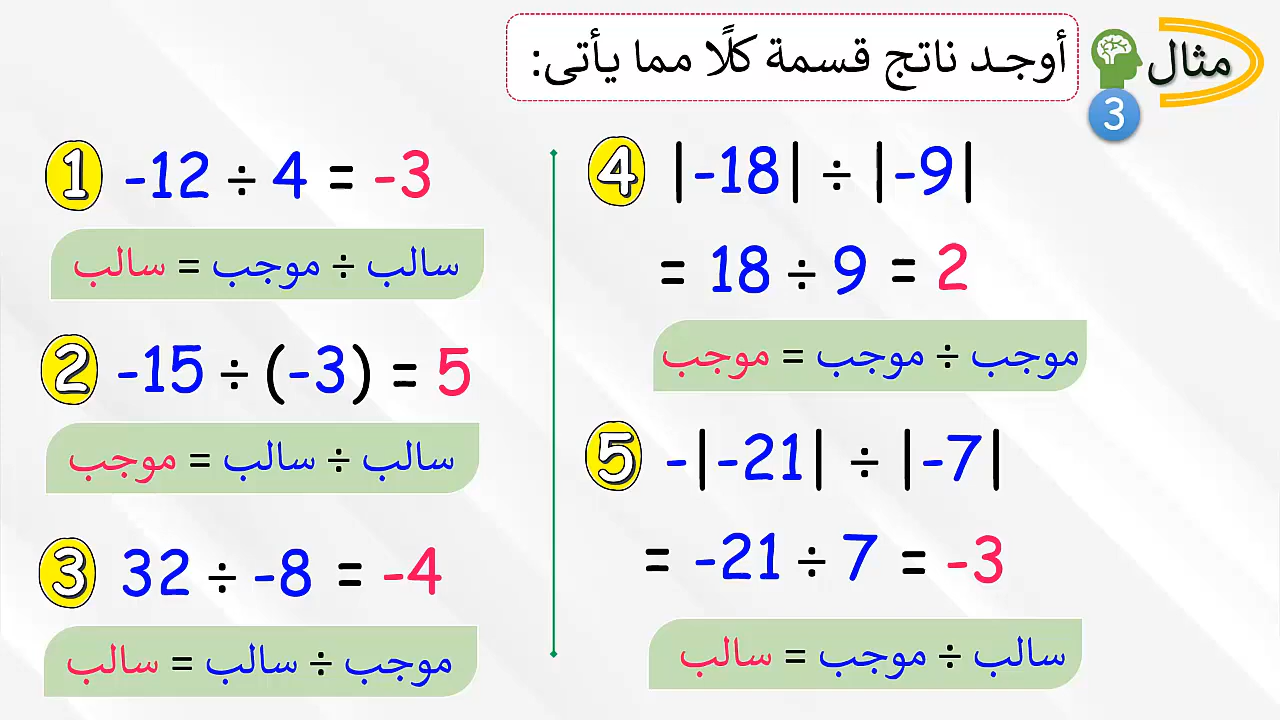 مثال 3
أوجد ناتج قسمة كلًا مما يأتى:
1 -12 ÷ 4 = -3
سالب ÷ موجب = سالب
2 -15 ÷ (-3) = 5
سالب ÷ سالب = موجب
3 32 ÷ -8 = -4
موجب ÷ سالب = سالب
4 |-18| ÷ |-9|
= 18 ÷ 9 = 2
موجب ÷ موجب = موجب
5 -|-21| ÷ |-7|
= -21 ÷ 7 = -3
سالب ÷ موجب = سالب